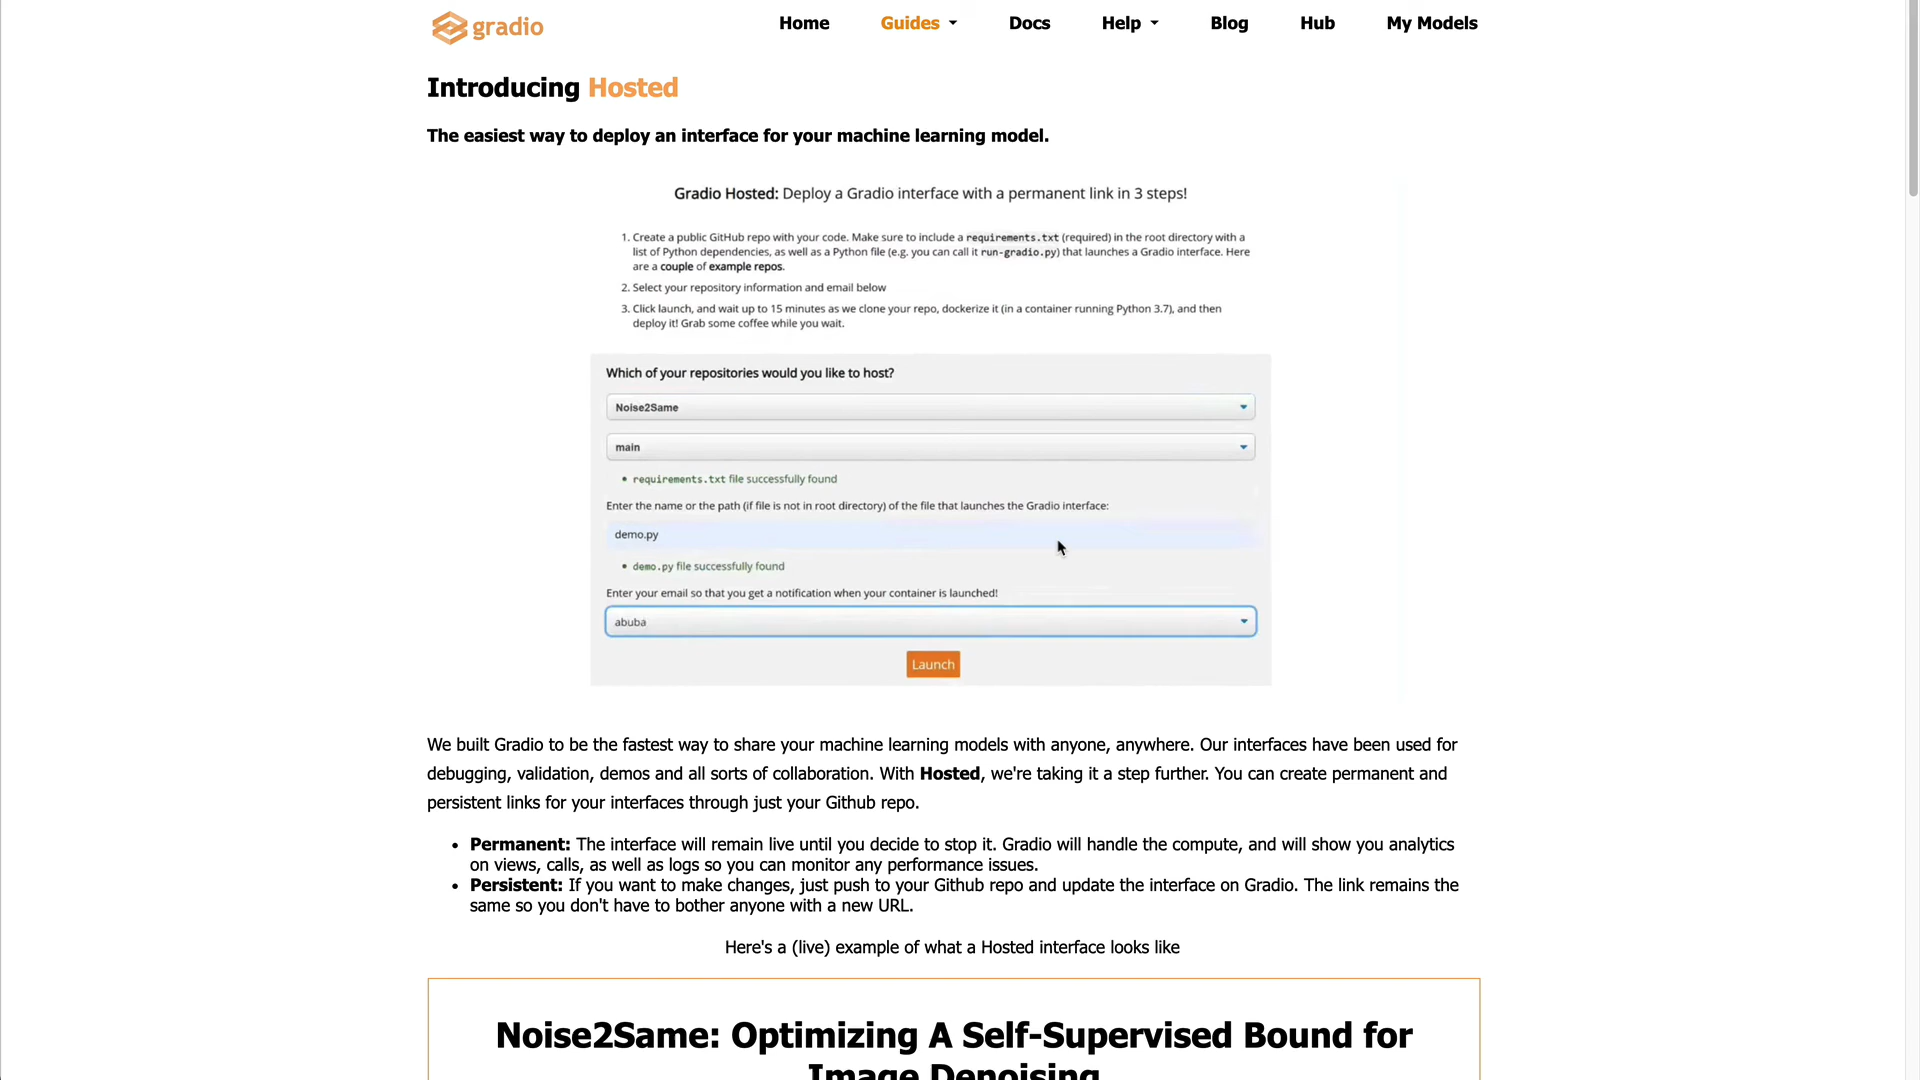 gradio
Home Guides Docs Help Blog Hub My Models
Introducing Hosted
The easiest way to deploy an interface for your machine learning model.
Gradio Hosted: Deploy a Gradio interface with a permanent link in 3 steps!
1. Create a public GitHub repo with your code. Make sure to include a requirements.txt (required) in the root directory with a
list of Python dependencies, as well as a Python file (e.g. you can call it run-gradio.py) that launches a Gradio interface. Here
are a couple of example repos.
2. Select your repository information and email below
3. Click launch, and wait up to 15 minutes as we clone your repo, dockerize it (in a container running Python 3.7), and then
deploy it! Grab some coffee while you wait.
Which of your repositories would you like to host?
Noise2Same
main
• requirements.txt file successfully found
Enter the name or the path (if file is not in root directory) of the file that launches the Gradio interface:
demo.py
• demo.py file successfully found
Enter your email so that you get a notification when your container is launched!
abuba
Launch
We built Gradio to be the fastest way to share your machine learning models with anyone, anywhere. Our interfaces have been used for
debugging, validation, demos and all sorts of collaboration. With Hosted, we're taking it a step further. You can create permanent and
persistent links for your interfaces through just your Github repo.
• Permanent: The interface will remain live until you decide to stop it. Gradio will handle the compute, and will show you analytics
on views, calls, as well as logs so you can monitor any performance issues.
• Persistent: If you want to make changes, just push to your Github repo and update the interface on Gradio. The link remains the
same so you don't have to bother anyone with a new URL.
Here's a (live) example of what a Hosted interface looks like
Noise2Same: Optimizing A Self-Supervised Bound for
Image Denoising